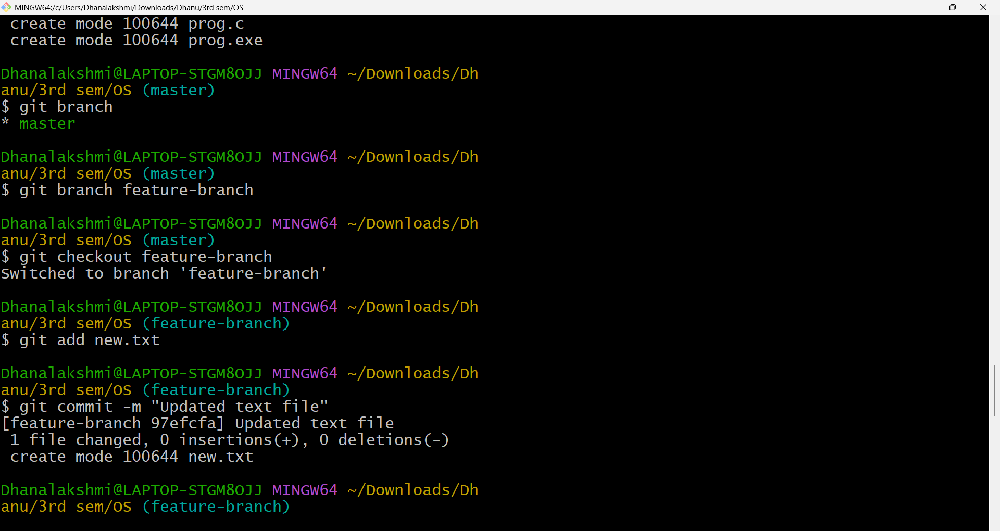 MINGW64:/c/Users/Dhanalakshmi/Downloads/Dhanu/3rd sem/OS
create mode 100644 prog.c
create mode 100644 prog.exe
Dhanalakshmi@LAPTOP-STGM8OJJ MINGW64 ~/Downloads/Dh
anu/3rd sem/OS (master)
$ git branch
* master
Dhanalakshmi@LAPTOP-STGM8OJJ MINGW64 ~/Downloads/Dh
anu/3rd sem/OS (master)
$ git branch feature-branch
Dhanalakshmi@LAPTOP-STGM8OJJ MINGW64 ~/Downloads/Dh
anu/3rd sem/OS (master)
$ git checkout feature-branch
Switched to branch 'feature-branch'
Dhanalakshmi@LAPTOP-STGM8OJJ MINGW64 ~/Downloads/Dh
anu/3rd sem/OS (feature-branch)
$ git add new.txt
Dhanalakshmi@LAPTOP-STGM8OJJ MINGW64 ~/Downloads/Dh
anu/3rd sem/OS (feature-branch)
$ git commit -m "Updated text file"
[feature-branch 97efcfa] Updated text file
1 file changed, 0 insertions(+), 0 deletions(-)
create mode 100644 new.txt
Dhanalakshmi@LAPTOP-STGM8OJJ MINGW64 ~/Downloads/Dh
anu/3rd sem/OS (feature-branch)